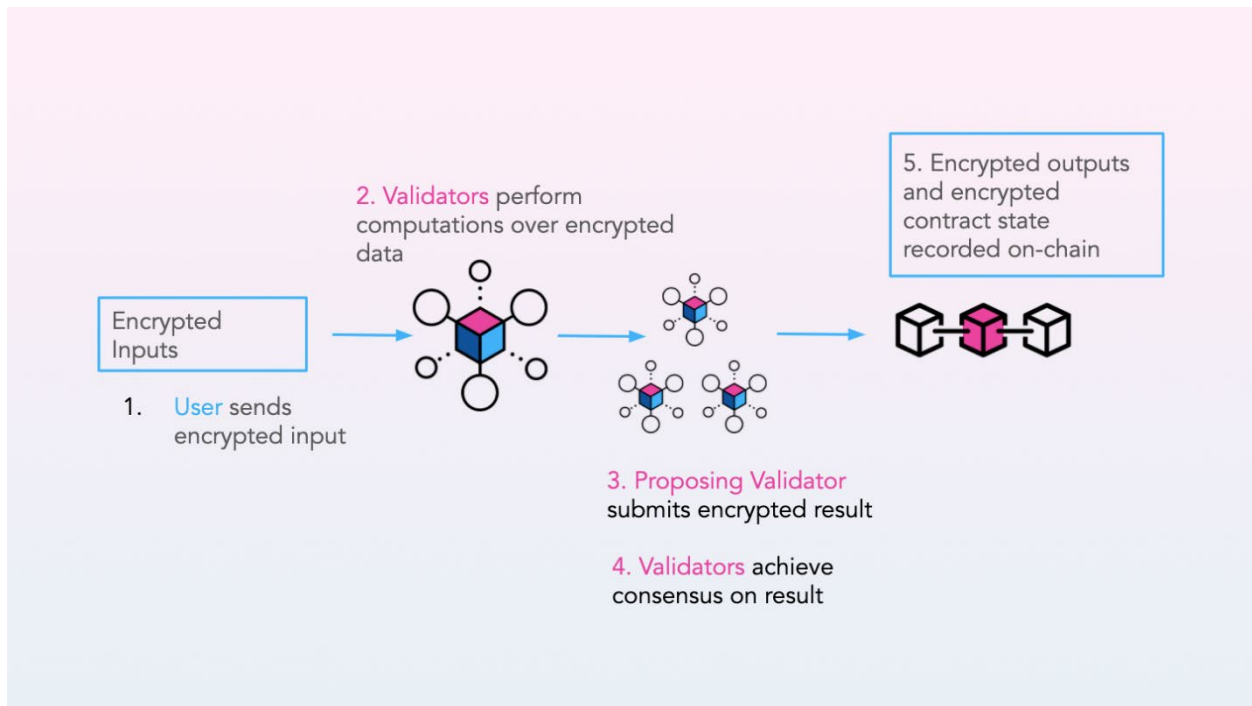 Encrypted
Inputs
1. User sends
encrypted input
2. Validators perform
computations over encrypted
data
3. Proposing Validator
submits encrypted result
4. Validators achieve
consensus on result
5. Encrypted outputs
and encrypted
contract state
recorded on-chain